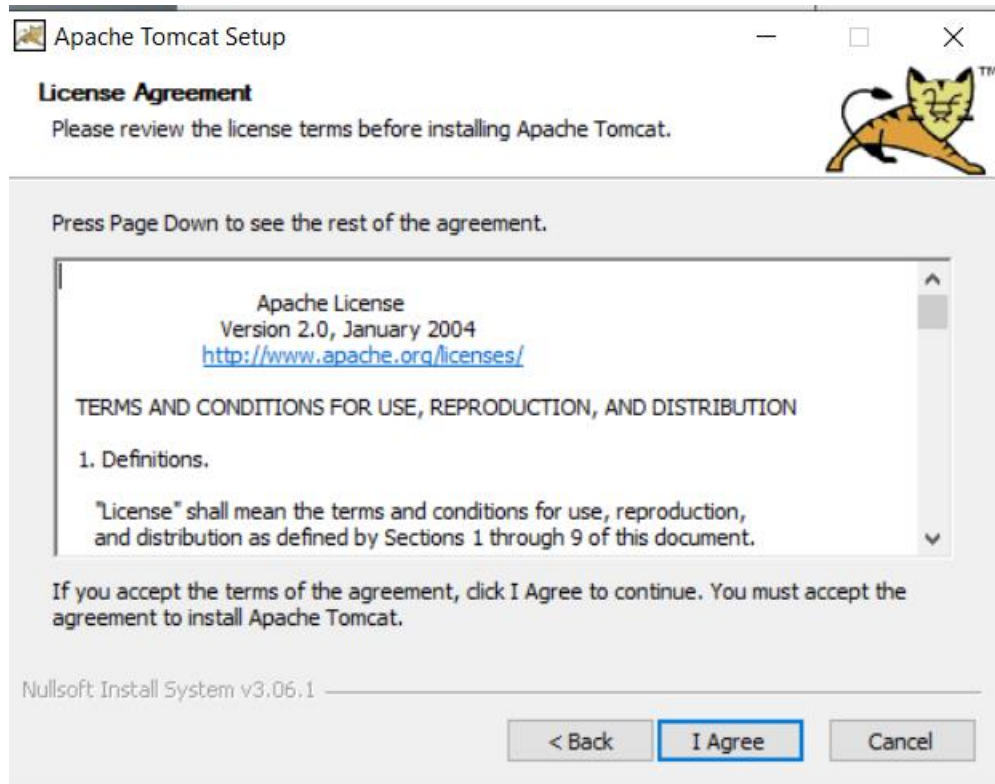 Apache Tomcat Setup
License Agreement
Please review the license terms before installing Apache Tomcat.
TM
Press Page Down to see the rest of the agreement.
Apache License
Version 2.0, January 2004
http://www.apache.org/licenses/
TERMS AND CONDITIONS FOR USE, REPRODUCTION, AND DISTRIBUTION
1. Definitions.
"License" shall mean the terms and conditions for use, reproduction,
and distribution as defined by Sections 1 through 9 of this document.
If you accept the terms of the agreement, click I Agree to continue. You must accept the
agreement to install Apache Tomcat.
Nullsoft Install System v3.06.1
< Back I Agree Cancel